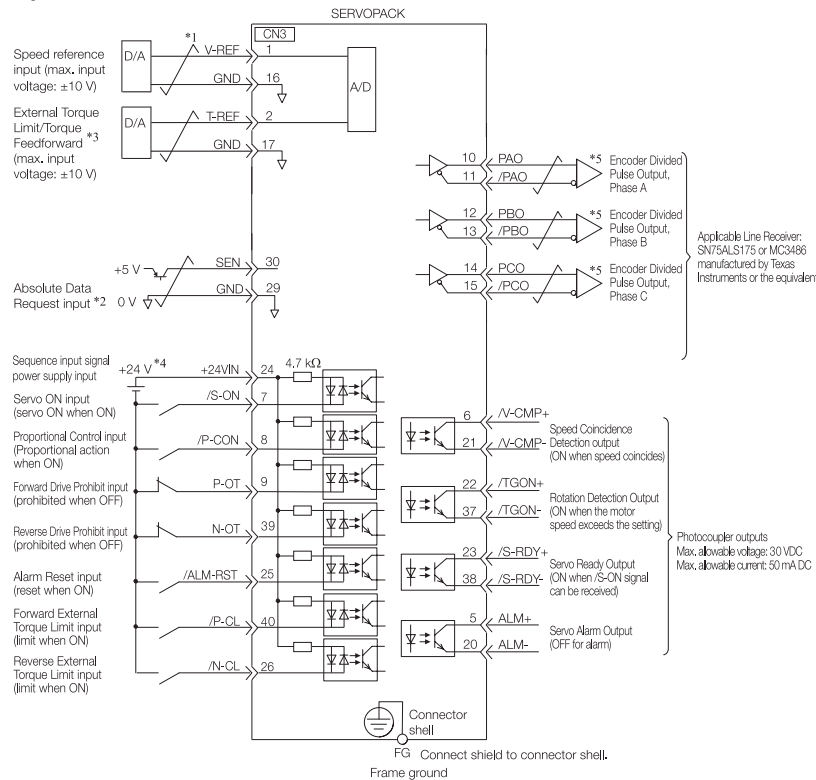 SERVOPACK
CN3
Speed reference
input (max. input
voltage: ±10 V)
D/A
*1
V-REF
1
GND
16
A/D
External Torque
Limit/Torque
Feedforward *3
(max. input
voltage: ±10 V)
D/A
T-REF
2
GND
17
10 PAO
11 /PAO
*5 Encoder Divided
Pulse Output,
Phase A
12 PBO
13 /PBO
*5 Encoder Divided
Pulse Output,
Phase B
14 PCO
15 /PCO
*5 Encoder Divided
Pulse Output,
Phase C
Applicable Line Receiver:
SN75ALS175 or MC3486
manufactured by Texas
Instruments or the equivalent
Absolute Data
Request input *2
+5 V
SEN 30
0 V
GND 29
Sequence input signal
power supply input
+24 V *4
+24VIN 24
4.7 kΩ
Servo ON input
(servo ON when ON)
/S-ON 7
Proportional Control input
(Proportional action
when ON)
/P-CON 8
Forward Drive Prohibit input
(prohibited when OFF)
P-OT 9
Reverse Drive Prohibit input
(prohibited when OFF)
N-OT 39
Alarm Reset input
(reset when ON)
/ALM-RST 25
Forward External
Torque Limit input
(limit when ON)
/P-CL 40
Reverse External
Torque Limit input
(limit when ON)
/N-CL 26
6 /V-CMP+
21 /V-CMP-
Speed Coincidence
Detection output
(ON when speed coincides)
22 /TGON+
37 /TGON-
Rotation Detection Output
(ON when the motor
speed exceeds the setting)
23 /S-RDY+
38 /S-RDY-
Servo Ready Output
(ON when /S-ON signal
can be received)
5 ALM+
20 ALM-
Servo Alarm Output
(OFF for alarm)
Photocoupler outputs
Max. allowable voltage: 30 VDC
Max. allowable current: 50 mA DC
Connector
shell
FG Connect shield to connector shell.
Frame ground